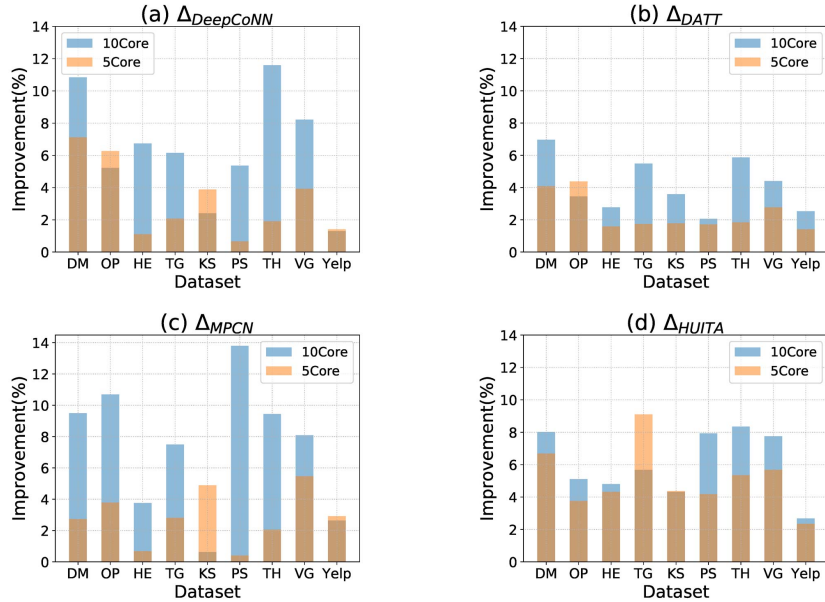 (a) Δ_DeepCoNN
Improvement(%)
14
12
10
8
6
4
2
0
10Core
5Core
DM OP HE TG KS PS TH VG Yelp
Dataset
(b) Δ_DATT
Improvement(%)
14
12
10
8
6
4
2
0
10Core
5Core
DM OP HE TG KS PS TH VG Yelp
Dataset
(c) Δ_MPCN
Improvement(%)
14
12
10
8
6
4
2
0
10Core
5Core
DM OP HE TG KS PS TH VG Yelp
Dataset
(d) Δ_HUITA
Improvement(%)
14
12
10
8
6
4
2
0
10Core
5Core
DM OP HE TG KS PS TH VG Yelp
Dataset